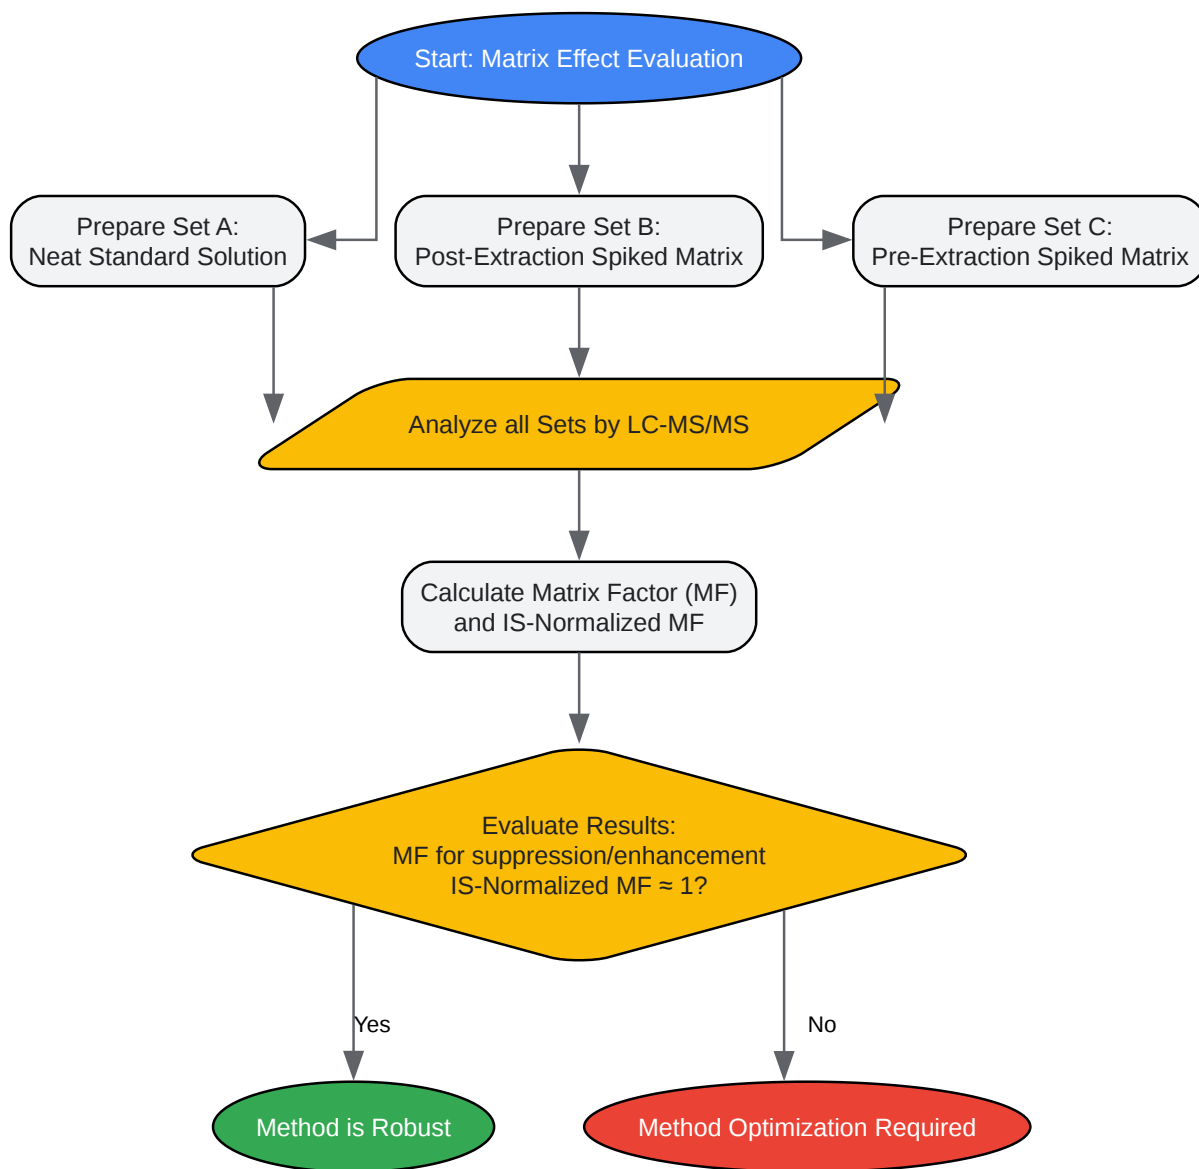 Start: Matrix Effect Evaluation
Prepare Set A:
Neat Standard Solution
Prepare Set B:
Post-Extraction Spiked Matrix
Prepare Set C:
Pre-Extraction Spiked Matrix
Analyze all Sets by LC-MS/MS
Calculate Matrix Factor (MF)
and IS-Normalized MF
Evaluate Results:
MF for suppression/enhancement
IS-Normalized MF ≈ 1?
Yes
No
Method is Robust
Method Optimization Required